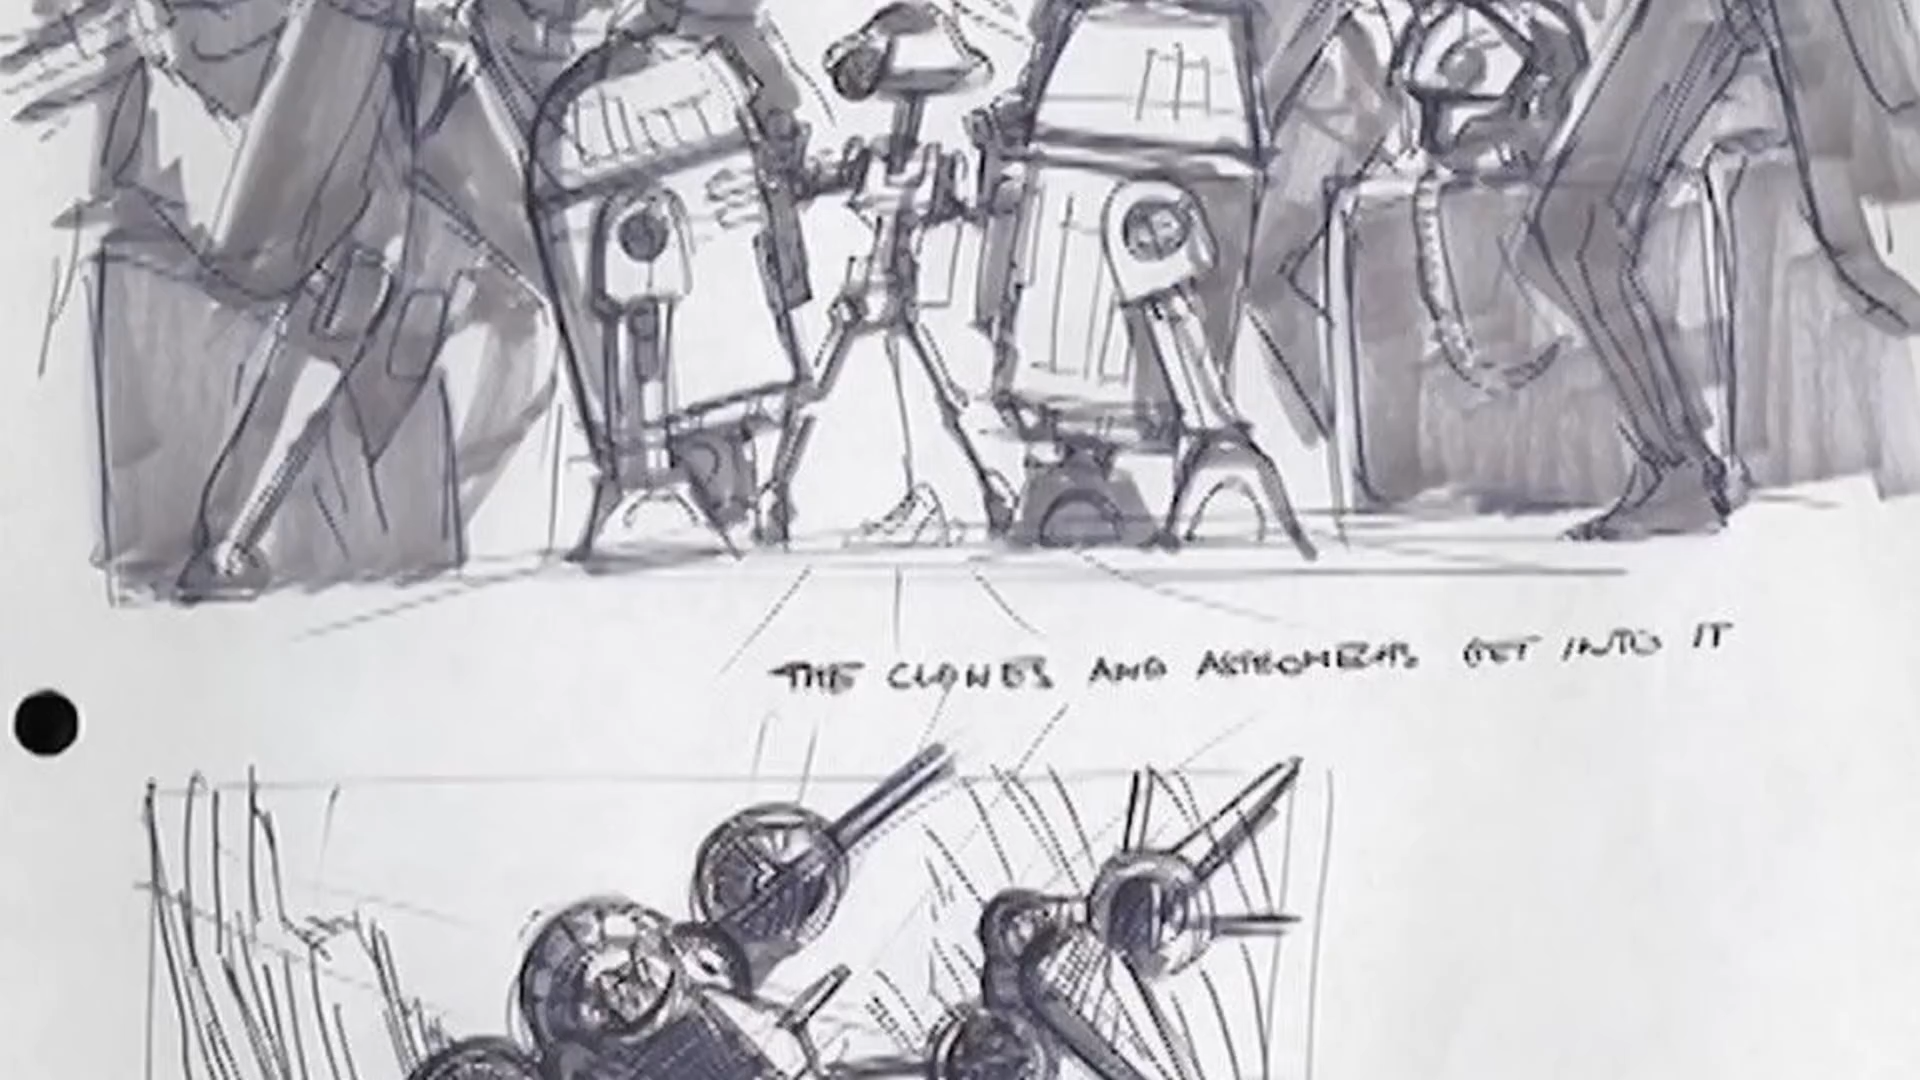 THE CLONES AND ASTROMECHS GET INTO IT